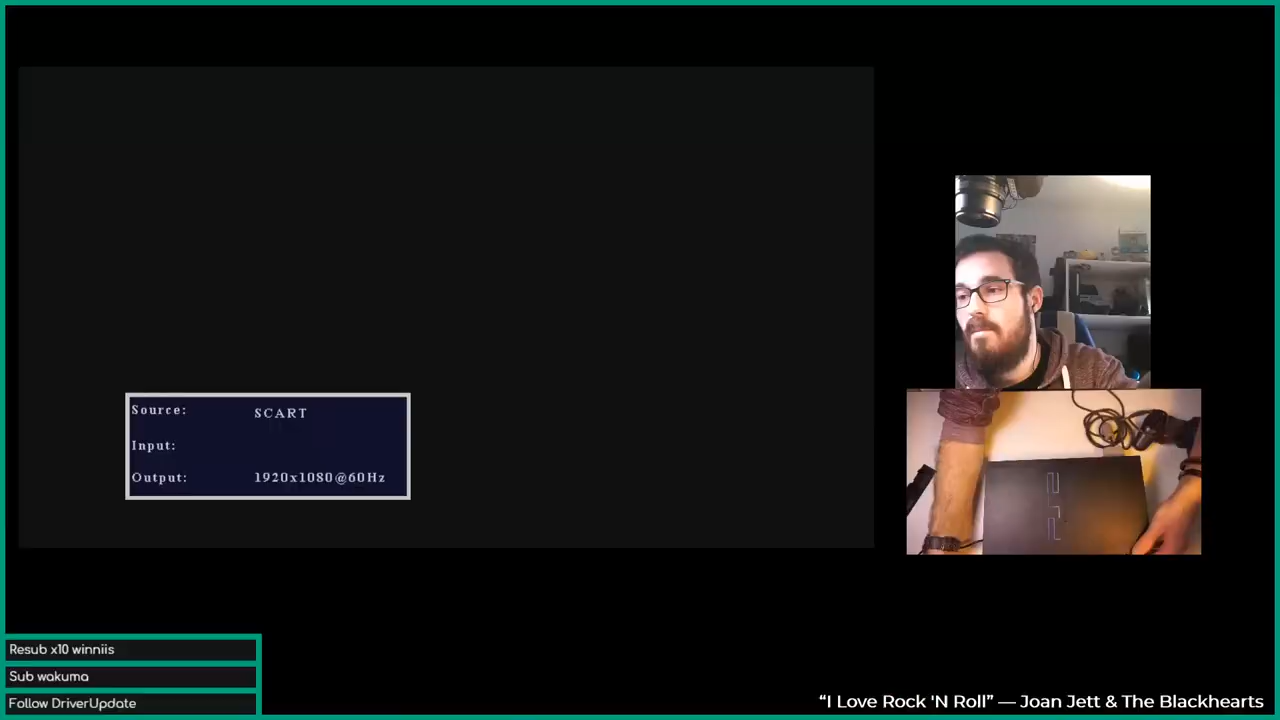 Source: SCART
Input:
Output: 1920x1080@60Hz
PS2
Resub x10 winniis
Sub wakuma
Follow DriverUpdate
“I Love Rock 'N Roll” — Joan Jett & The Blackhearts